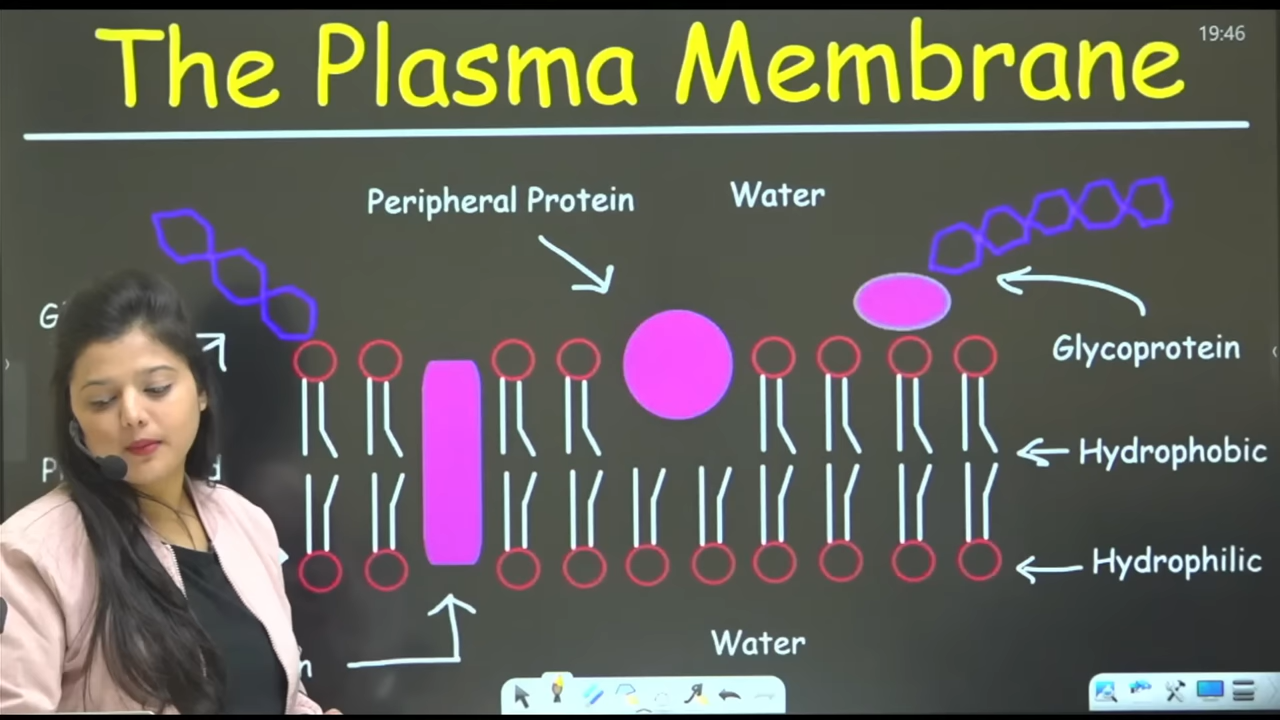 The Plasma Membrane
19:46
Peripheral Protein
Water
Glycoprotein
Hydrophobic
Hydrophilic
Water